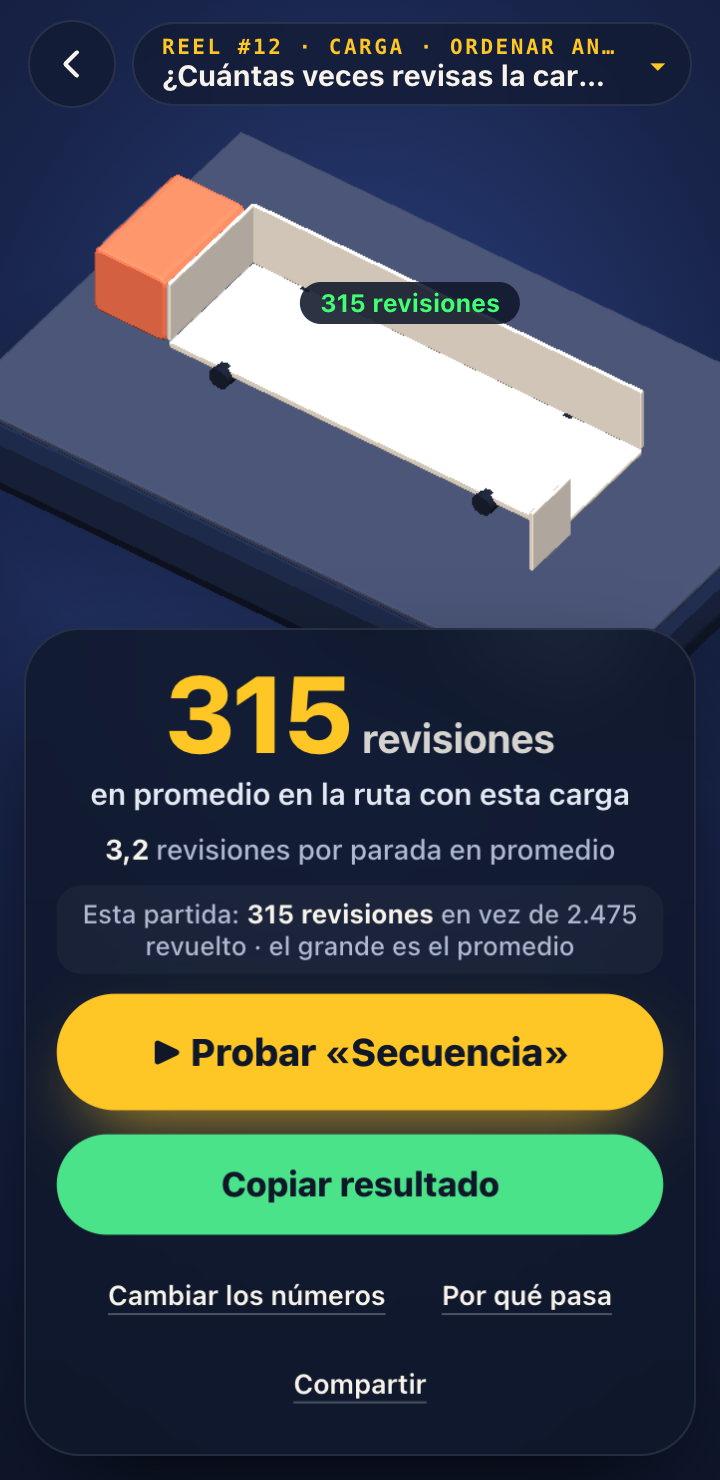 REEL #12 · CARGA · ORDENAR AN…
¿Cuántas veces revisas la car…
315 revisiones
315 revisiones
en promedio en la ruta con esta carga
3,2 revisiones por parada en promedio
Esta partida: 315 revisiones en vez de 2.475
revuelto · el grande es el promedio
Probar «Secuencia»
Copiar resultado
Cambiar los números
Por qué pasa
Compartir